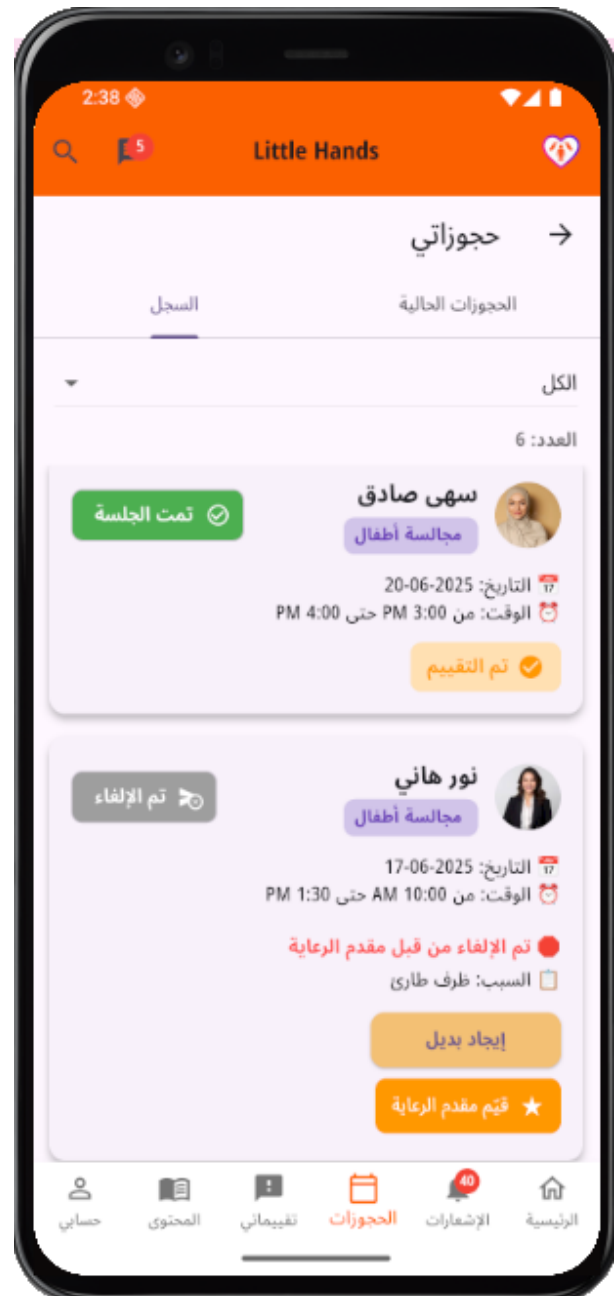 2:38
5
Little Hands
حجوزاتي
الحجوزات الحالية
السجل
الكل
العدد: 6
سهى صادق
تمت الجلسة
مجالسة أطفال
التاريخ: 2025-06-20
الوقت: من 3:00 PM حتى 4:00 PM
تم التقييم
نور هاني
تم الإلغاء
مجالسة أطفال
التاريخ: 2025-06-17
الوقت: من 10:00 AM حتى 1:30 PM
تم الإلغاء من قبل مقدم الرعاية
السبب: ظرف طارئ
إيجاد بديل
قيّم مقدم الرعاية
40
الرئيسية
الإشعارات
الحجوزات
تقييماتي
المحتوى
حسابي